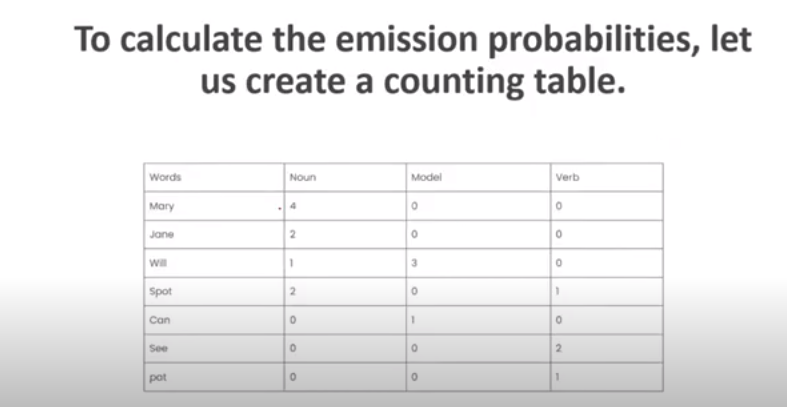 To calculate the emission probabilities, let
us create a counting table.
Words Noun Model Verb
Mary 4 0 0
Jane 2 0 0
Will 1 3 0
Spot 2 0 1
Can 0 1 0
See 0 0 2
pat 0 0 1